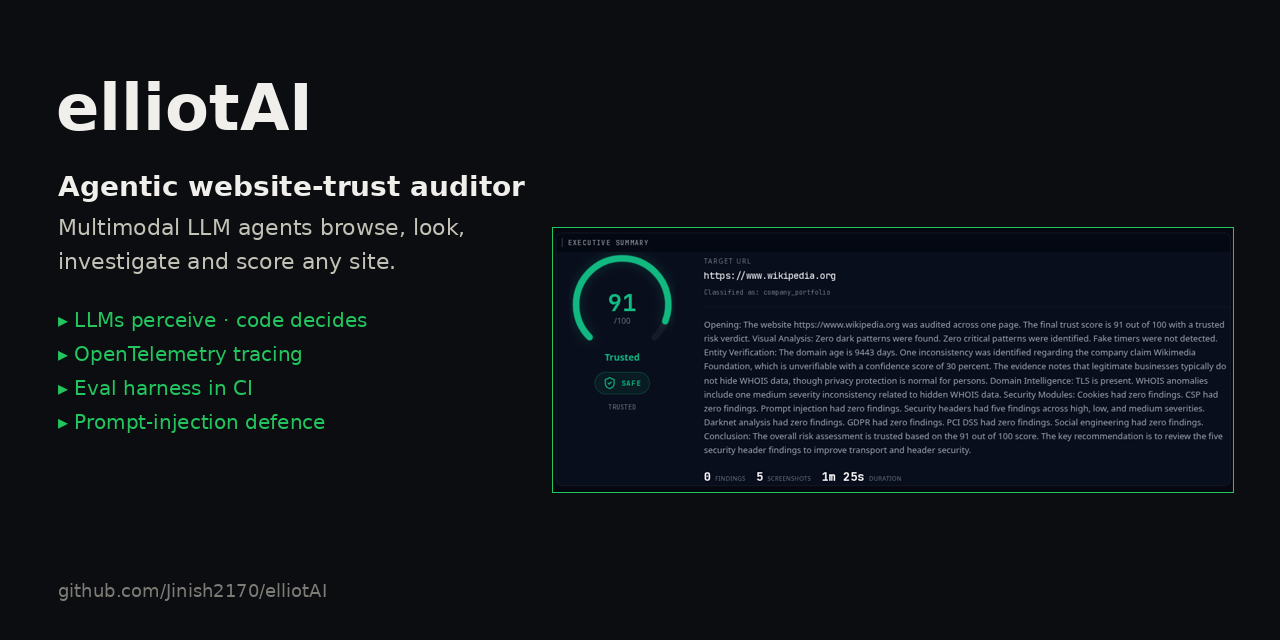 elliotAI
Agentic website-trust auditor
Multimodal LLM agents browse, look,
investigate and score any site.
▸ LLMs perceive · code decides
▸ OpenTelemetry tracing
▸ Eval harness in CI
▸ Prompt-injection defence
github.com/Jinish2170/elliotAI
EXECUTIVE SUMMARY
91
/100
Trusted
SAFE
TRUSTED
TARGET URL
https://www.wikipedia.org
Classified as: company_portfolio
Opening: The website https://www.wikipedia.org was audited across one page. The final trust score is 91 out of 100 with a trusted
risk verdict. Visual Analysis: Zero dark patterns were found. Zero critical patterns were identified. Fake timers were not detected.
Entity Verification: The domain age is 9443 days. One inconsistency was identified regarding the company claim Wikimedia
Foundation, which is unverifiable with a confidence score of 30 percent. The evidence notes that legitimate businesses typically do
not hide WHOIS data, though privacy protection is normal for persons. Domain Intelligence: TLS is present. WHOIS anomalies
include one medium severity inconsistency related to hidden WHOIS data. Security Modules: Cookies had zero findings. CSP had
zero findings. Prompt injection had zero findings. Security headers had five findings across high, low, and medium severities.
Darknet analysis had zero findings. GDPR had zero findings. PCI DSS had zero findings. Social engineering had zero findings.
Conclusion: The overall risk assessment is trusted based on the 91 out of 100 score. The key recommendation is to review the five
security header findings to improve transport and header security.
0 FINDINGS 5 SCREENSHOTS 1m 25s DURATION